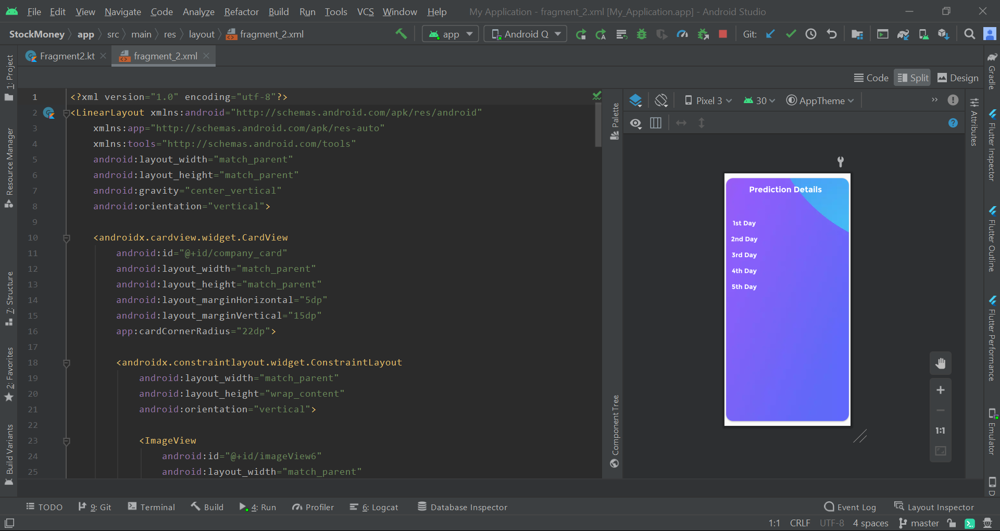 File Edit View Navigate Code Analyze Refactor Build Run Tools VCS Window Help My Application - fragment_2.xml [My_Application.app] - Android Studio
StockMoney app src main res layout fragment_2.xml app Android Q Git:
Fragment2.kt fragment_2.xml
Code Split Design
1 <?xml version="1.0" encoding="utf-8"?>
2 <LinearLayout xmlns:android="http://schemas.android.com/apk/res/android"
3 xmlns:app="http://schemas.android.com/apk/res-auto"
4 xmlns:tools="http://schemas.android.com/tools"
5 android:layout_width="match_parent"
6 android:layout_height="match_parent"
7 android:gravity="center_vertical"
8 android:orientation="vertical">
9
10 <androidx.cardview.widget.CardView
11 android:id="@+id/company_card"
12 android:layout_width="match_parent"
13 android:layout_height="match_parent"
14 android:layout_marginHorizontal="5dp"
15 android:layout_marginVertical="15dp"
16 app:cardCornerRadius="22dp">
17
18 <androidx.constraintlayout.widget.ConstraintLayout
19 android:layout_width="match_parent"
20 android:layout_height="wrap_content"
21 android:orientation="vertical">
22
23 <ImageView
24 android:id="@+id/imageView6"
25 android:layout_width="match_parent"
1: Project
Resource Manager
7: Structure
2: Favorites
Build Variants
Palette
Component Tree
Pixel 3 30 AppTheme
Prediction Details
1st Day
2nd Day
3rd Day
4th Day
5th Day
1:1
Attributes
Gradle
Flutter Inspector
Flutter Outline
Flutter Performance
Emulator
D
TODO 9: Git Terminal Build 4: Run Profiler 6: Logcat Database Inspector Event Log Layout Inspector
1:1 CRLF UTF-8 4 spaces master